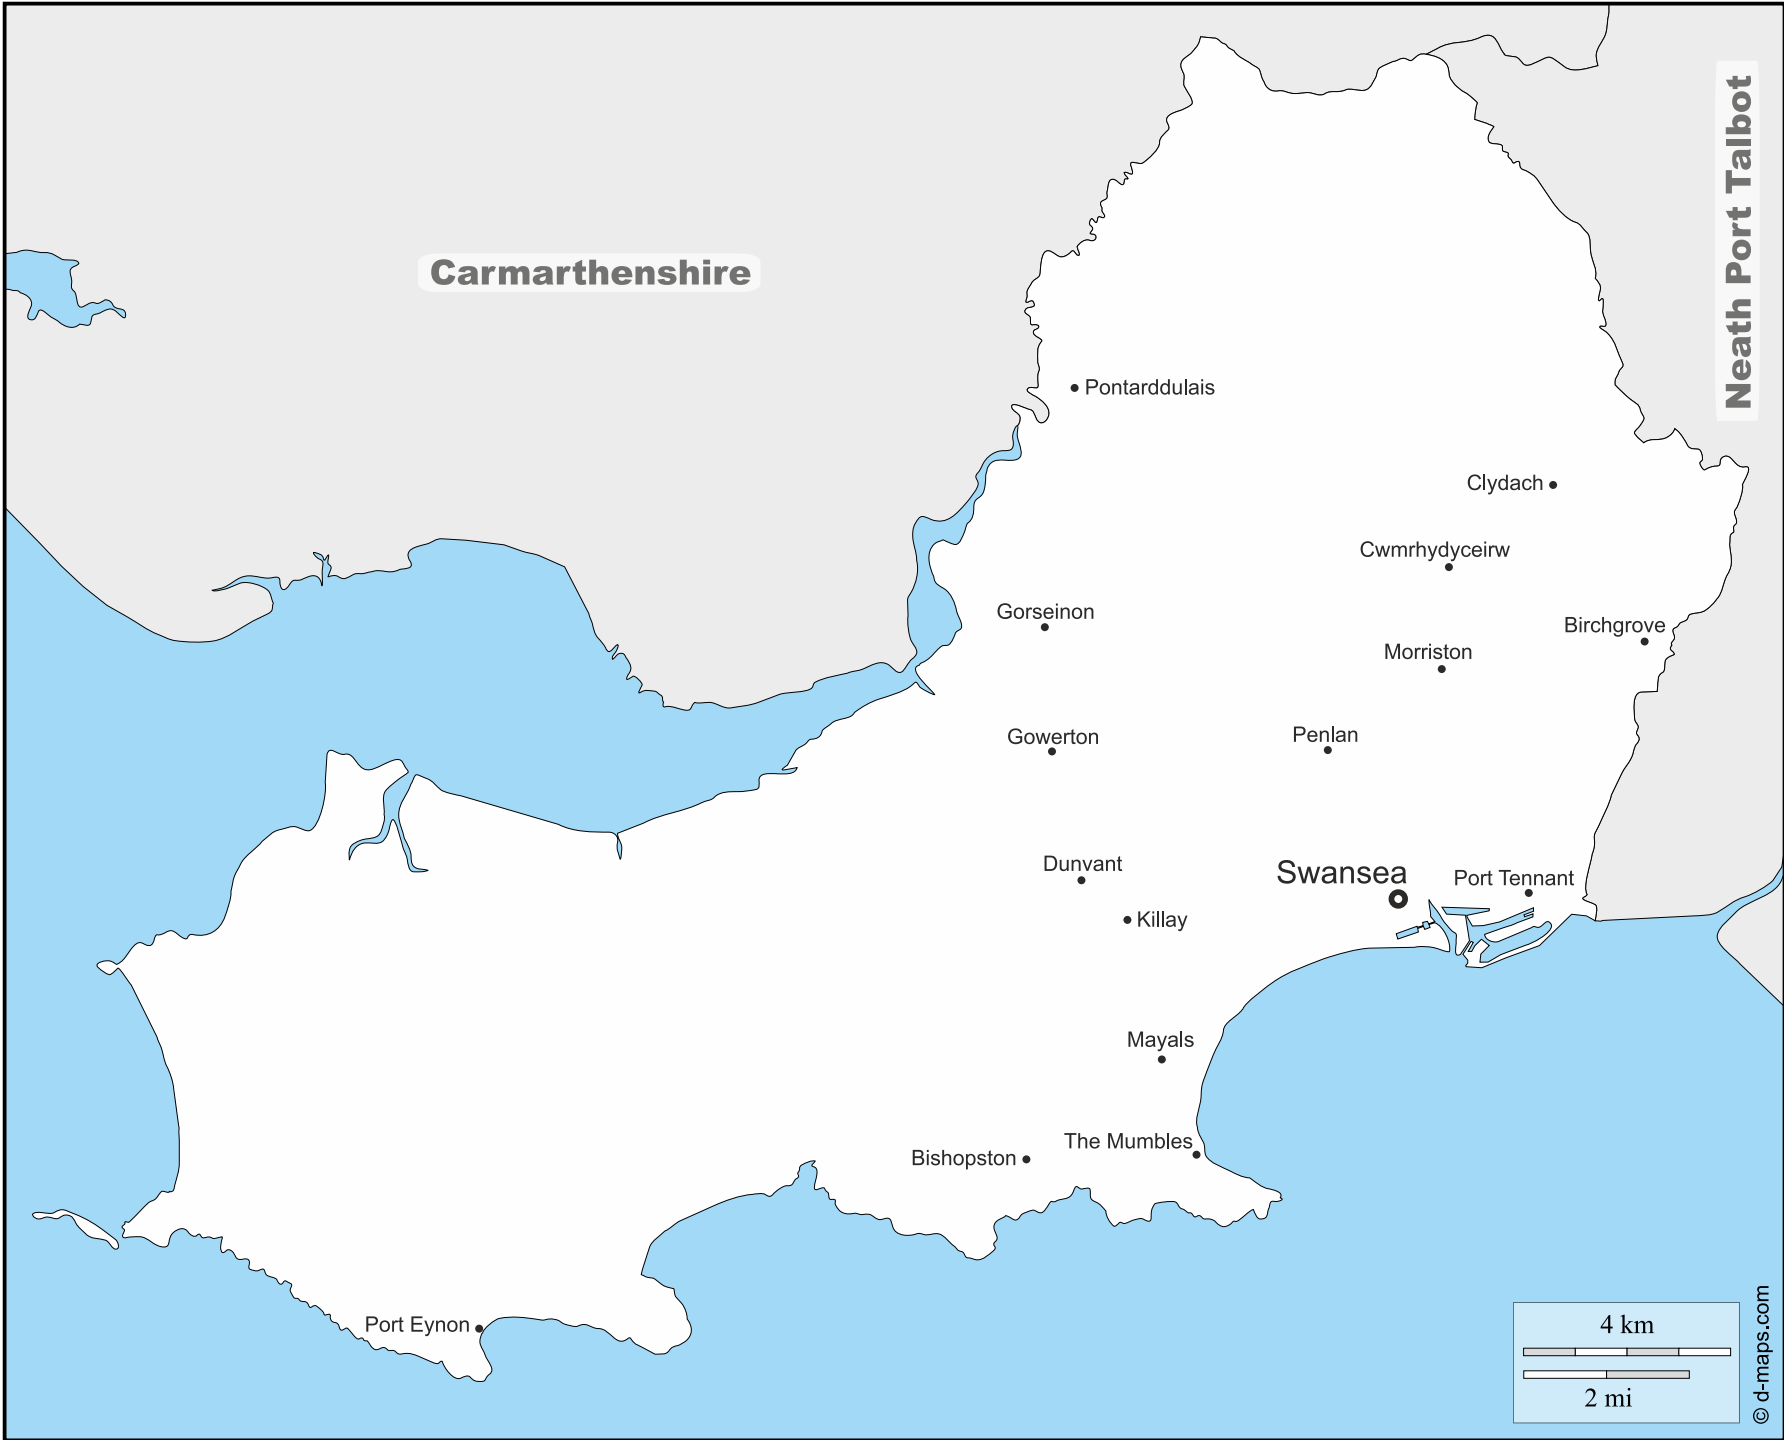 Neath Port Talbot
Carmarthenshire
Pontarddulais
Clydach
Cwmrhydyceirw
Gorseinon
Birchgrove
Morriston
Gowerton
Penlan
Dunvant
Swansea
Port Tennant
Killay
Mayals
The Mumbles
Bishopston
Port Eynon
4 km
2 mi
© d-maps.com